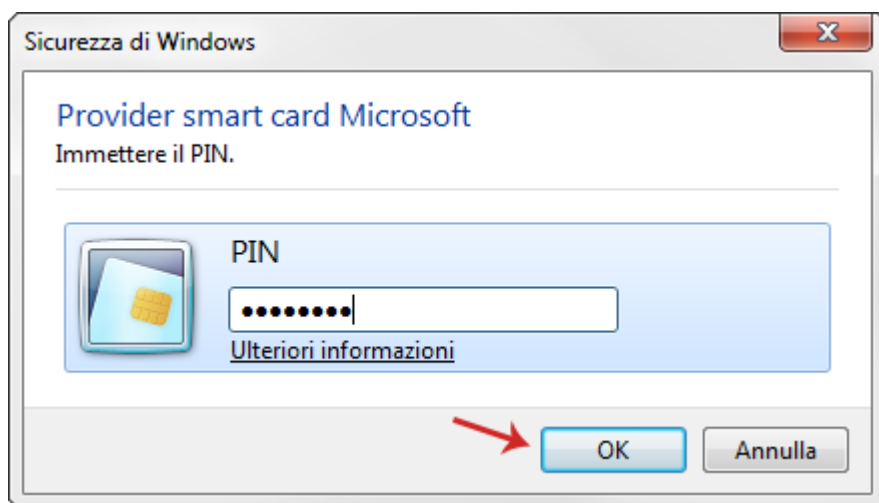 Sicurezza di Windows
Provider smart card Microsoft
Immettere il PIN.
PIN
••••••••
Ulteriori informazioni
OK
Annulla